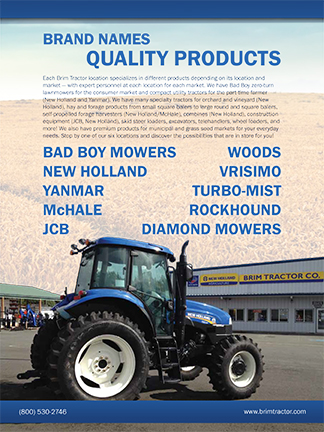 BRAND NAMES
QUALITY PRODUCTS
Each Brim Tractor location specializes in different products depending on its location and
market – with expert personnel at each location for each market. We have Bad Boy zero-turn
lawnmowers for the consumer market and compact utility tractors for the part-time farmer
(New Holland and Yanmar). We have many specialty tractors for orchard and vineyard (New
Holland), hay and forage products from small square balers to large round and square balers,
self propelled forage harvesters (New Holland/McHale), combines (New Holland), construction
equipment (JCB, New Holland), skid steer loaders, excavators, telehandlers, wheel loaders, and
more! We also have premium products for municipal and grass seed markets for your everyday
needs. Stop by one of our six locations and discover the possibilities that are in store for you!
BAD BOY MOWERS WOODS
NEW HOLLAND VRISIMO
YANMAR TURBO-MIST
McHALE ROCKHOUND
JCB DIAMOND MOWERS
NEW HOLLAND BRIM TRACTOR CO.
(800) 530-2746 www.brimtractor.com